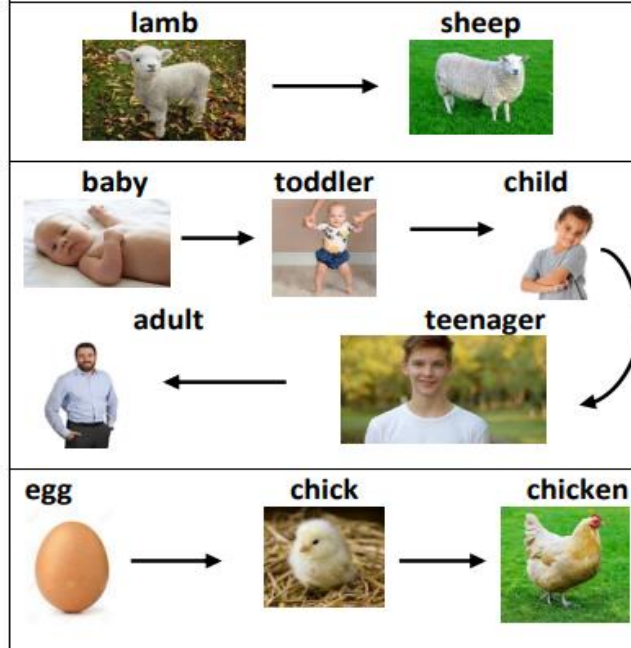 lamb sheep
baby toddler child
adult teenager
egg chick chicken